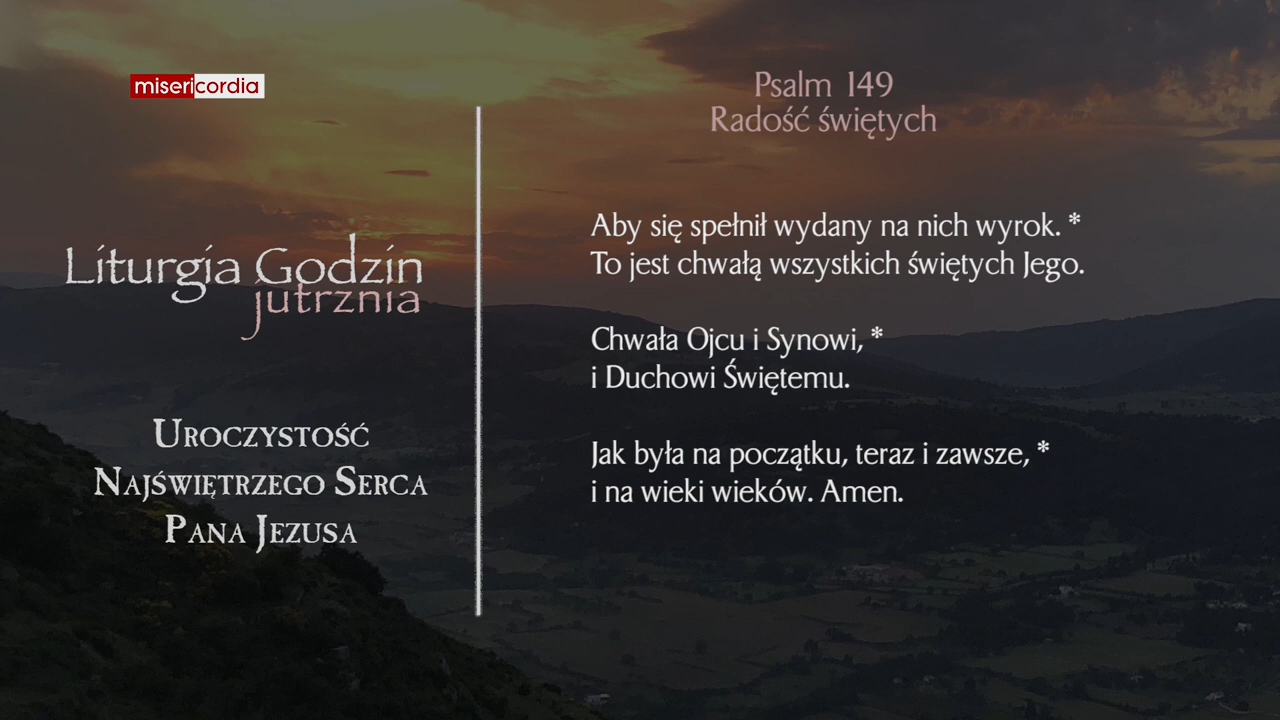 misericordia
Liturgia Godzin
jutrznia
Uroczystość
Najświętrzego Serca
Pana Jezusa
Psalm 149
Radość świętych
Aby się spełnił wydany na nich wyrok. *
To jest chwałą wszystkich świętych Jego.
Chwała Ojcu i Synowi, *
i Duchowi Świętemu.
Jak była na początku, teraz i zawsze, *
i na wieki wieków. Amen.